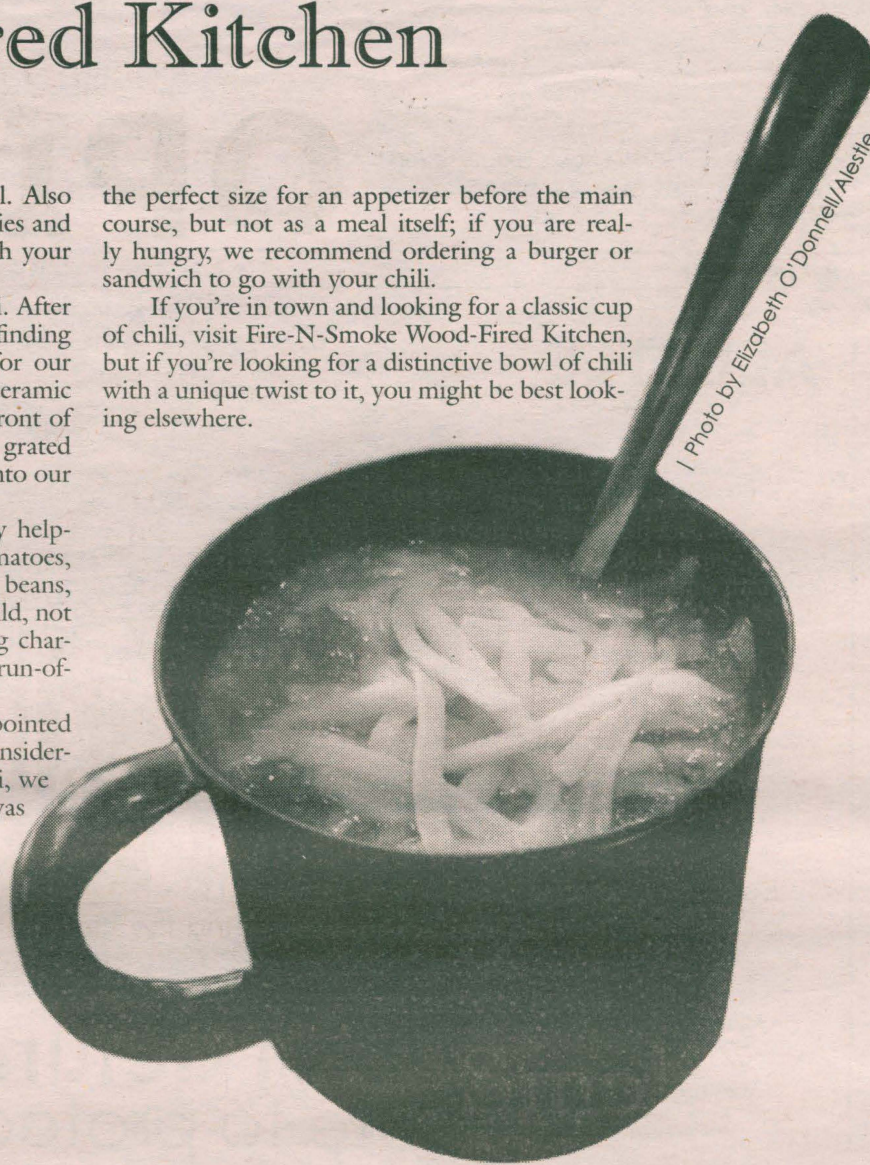 red Kitchen
l. Also
ies and
h your
i. After
finding
for our
eramic
ront of
grated
nto our
y help-
matoes,
beans,
ld, not
g char-
run-of-
pointed
nsider-
i, we
vas
the perfect size for an appetizer before the main
course, but not as a meal itself; if you are real-
ly hungry, we recommend ordering a burger or
sandwich to go with your chili.
If you're in town and looking for a classic cup
of chili, visit Fire-N-Smoke Wood-Fired Kitchen,
but if you're looking for a distinctive bowl of chili
with a unique twist to it, you might be best look-
ing elsewhere.
| Photo by Elizabeth O'Donnell/Alestle